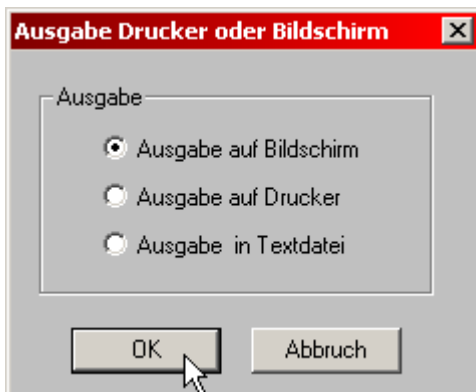 Ausgabe Drucker oder Bildschirm
Ausgabe
Ausgabe auf Bildschirm
Ausgabe auf Drucker
Ausgabe in Textdatei
OK Abbruch